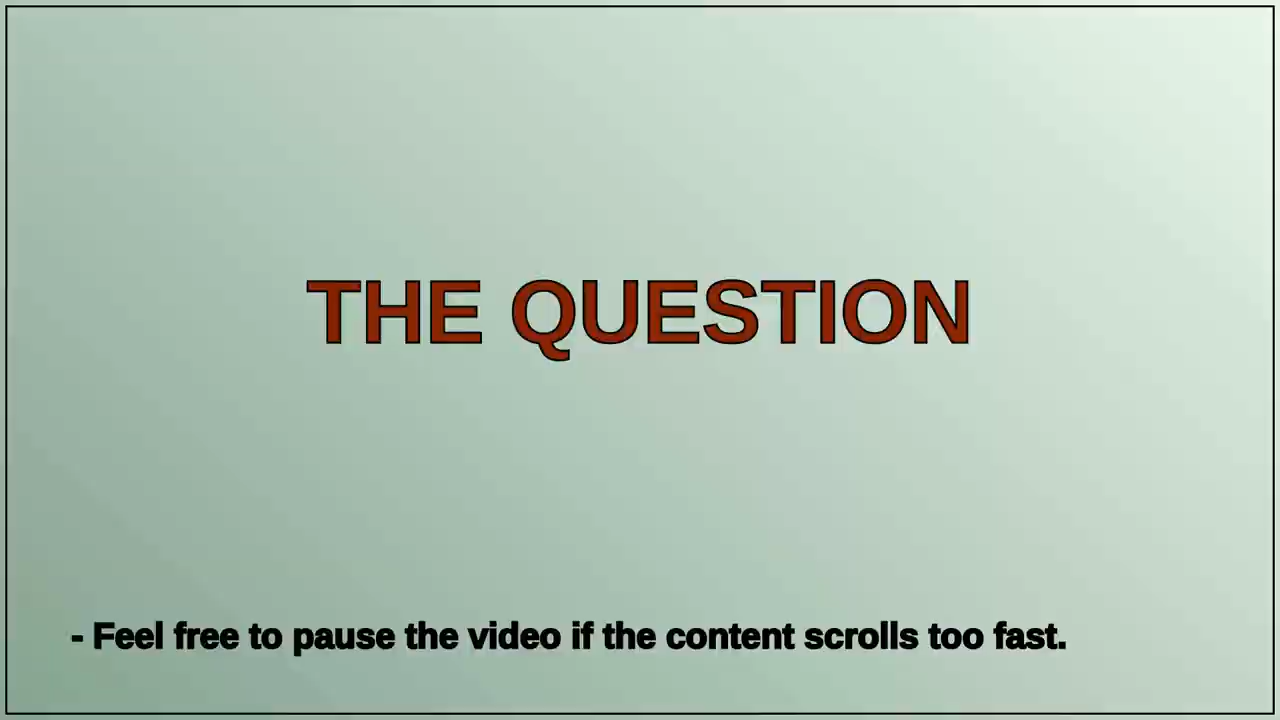 THE QUESTION
- Feel free to pause the video if the content scrolls too fast.